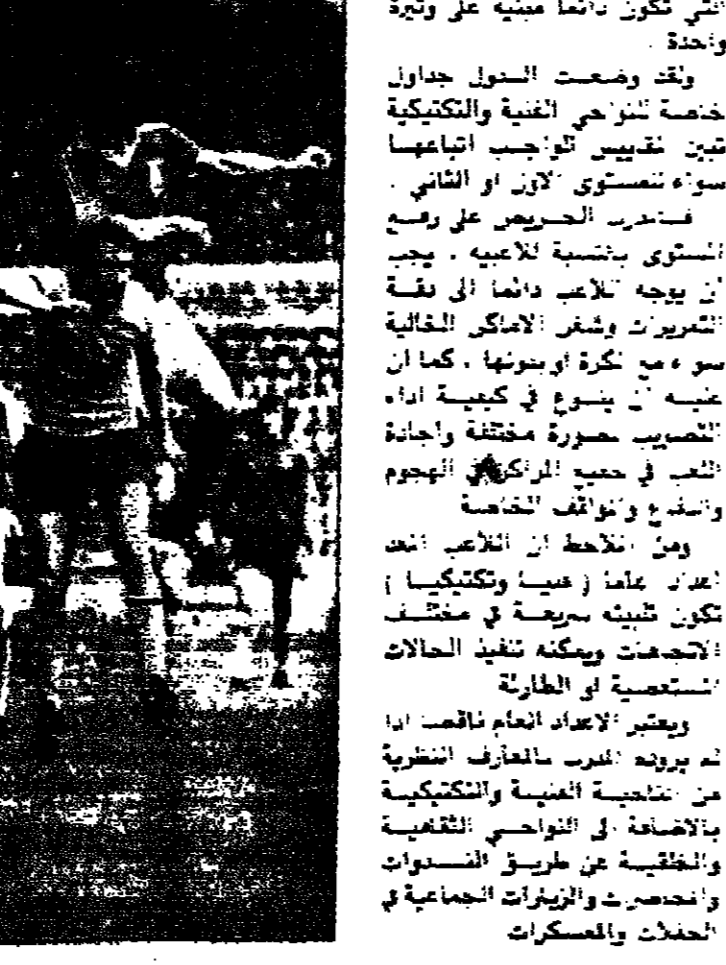 التي تكون دائما مبنية على وتيرة
واحدة .
ولقد وضعت الدول جداول
خاصة للنواحي الفنية والتكتيكية
تبين مقاييس الواجب اتباعها
سواء للمستوى الاول او الثاني .
فالمدرب الحريص على رفع
المستوى بالنسبة للاعبيه . يجب
ان يوجه اللاعب دائما الى دقة
التمريرات وشغل الاماكن الخالية
سواء مع الكرة او بدونها . كما ان
عليه ان ينوع في كيفية اداء
التصويب بصورة مختلفة واجادة
اللعب في جميع المراكز في الهجوم
والدفاع والمواقف الخاصة
ومن الملاحظ ان اللاعب المعد
اعداد عاما ( فنيا وتكتيكيا )
تكون تلبيته سريعة في مختلف
الاتجاهات ويمكنه تنفيذ الحالات
المستعصية او الطارئة
ويعتبر الاعداد العام ناقصا اذا
لم يزوده المدرب بالمعارف النظرية
من الناحية الفنية والتكتيكية
بالاضافة الى النواحي الثقافية
والخلقية عن طريق الندوات
والمحاضرات والزيارات الجماعية في
الحفلات والمعسكرات